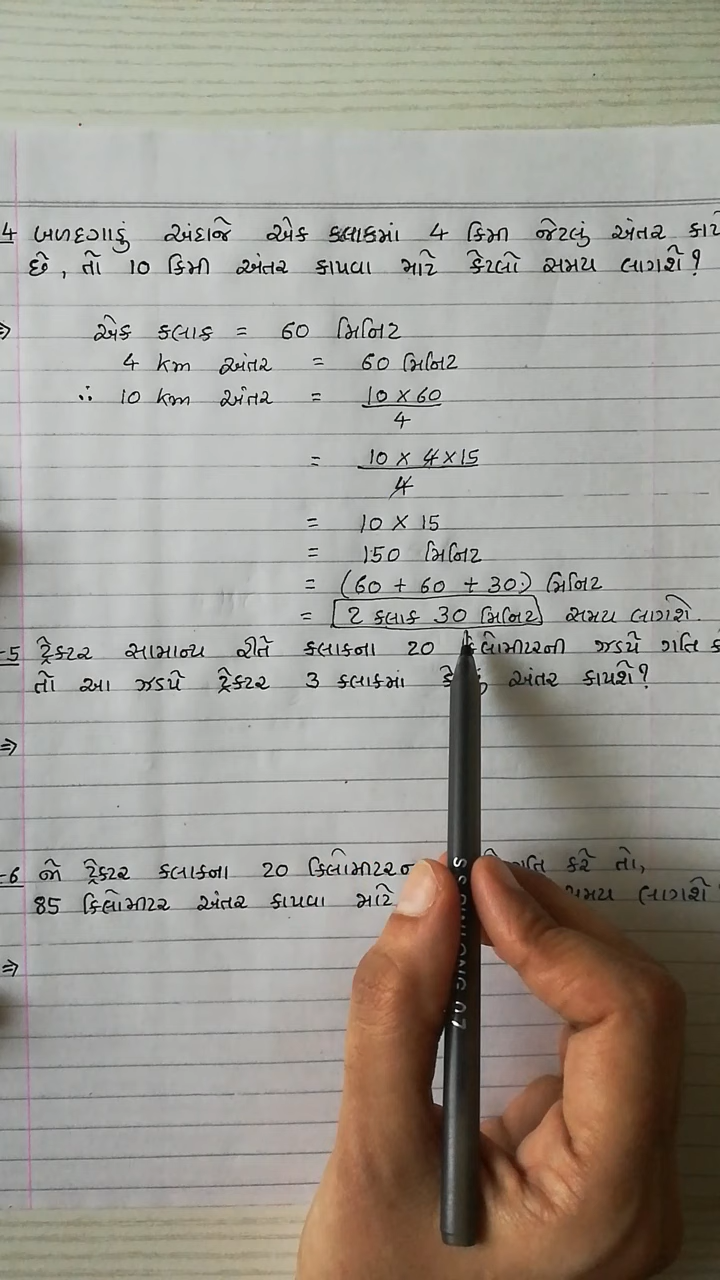 4 બળદગાડું અંદાજે એક કલાકમાં 4 કિમી જેટલું અંતર કાપે
છે, તો 10 કિમી અંતર કાપવા માટે કેટલો સમય લાગશે?
⇒ એક કલાક = 60 મિનિટ
4 km અંતર = 60 મિનિટ
∴ 10 km અંતર = 10 × 60 / 4
= 10 × 4 × 15 / 4
= 10 × 15
= 150 મિનિટ
= (60 + 60 + 30) મિનિટ
= 2 કલાક 30 મિનિટ સમય લાગશે.
-5 ટ્રેક્ટર સામાન્ય રીતે કલાકના 20 કિલોમીટરની ઝડપે ગતિ
તો આ ઝડપે ટ્રેક્ટર 3 કલાકમાં અંતર કાપશે?
⇒
-6 જો ટ્રેક્ટર કલાકના 20 કિલોમીટરન ગતિ કરે તો,
85 કિલોમીટર અંતર કાપવા માટે સમય લાગશે
⇒